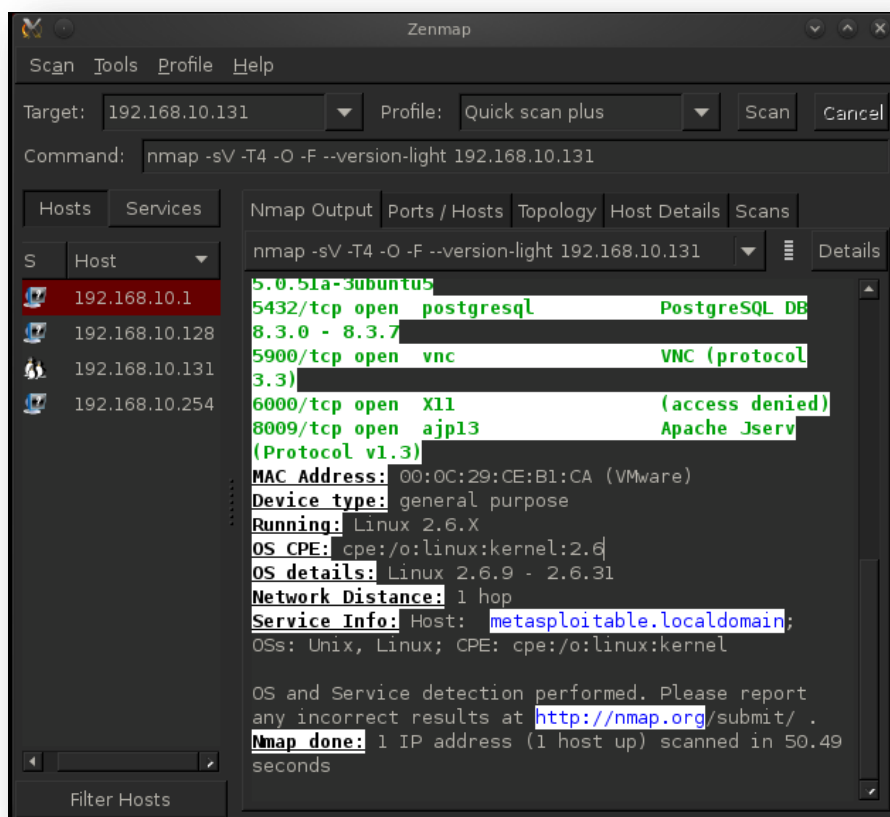 Zenmap
Scan Tools Profile Help
Target: 192.168.10.131 Profile: Quick scan plus Scan Cancel
Command: nmap -sV -T4 -O -F --version-light 192.168.10.131
Hosts Services
Nmap Output Ports / Hosts Topology Host Details Scans
S Host
nmap -sV -T4 -O -F --version-light 192.168.10.131 Details
192.168.10.1
192.168.10.128
192.168.10.131
192.168.10.254
5.0.51a-3ubuntu5
5432/tcp open postgresql PostgreSQL DB
8.3.0 - 8.3.7
5900/tcp open vnc VNC (protocol
3.3)
6000/tcp open X11 (access denied)
8009/tcp open ajp13 Apache Jserv
(Protocol v1.3)
MAC Address: 00:0C:29:CE:B1:CA (VMware)
Device type: general purpose
Running: Linux 2.6.X
OS CPE: cpe:/o:linux:kernel:2.6
OS details: Linux 2.6.9 - 2.6.31
Network Distance: 1 hop
Service Info: Host: metasploitable.localdomain;
OSs: Unix, Linux; CPE: cpe:/o:linux:kernel
OS and Service detection performed. Please report
any incorrect results at http://nmap.org/submit/ .
Nmap done: 1 IP address (1 host up) scanned in 50.49
seconds
Filter Hosts